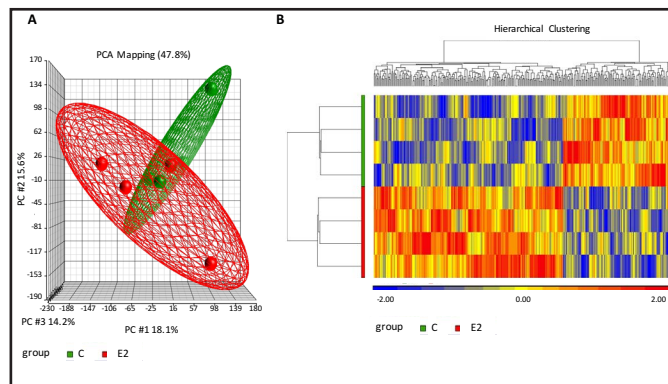 A
PCA Mapping (47.8%)
170
134
98
62
26
-10
-45
-81
-117
-153
-190
PC #2 15.6%
-230 -188 -147 -106 -65 -23 16 57 98 139 180
PC #3 14.2%
PC #1 18.1%
group C E2
B
Hierarchical Clustering
-2.00 0.00 2.00
group C E2